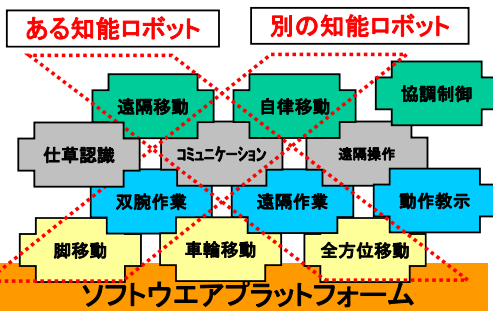 ある知能ロボット
別の知能ロボット
遠隔移動
自律移動
協調制御
仕草認識
コミュニケーション
遠隔操作
双腕作業
遠隔作業
動作教示
脚移動
車輪移動
全方位移動
ソフトウエアプラットフォーム